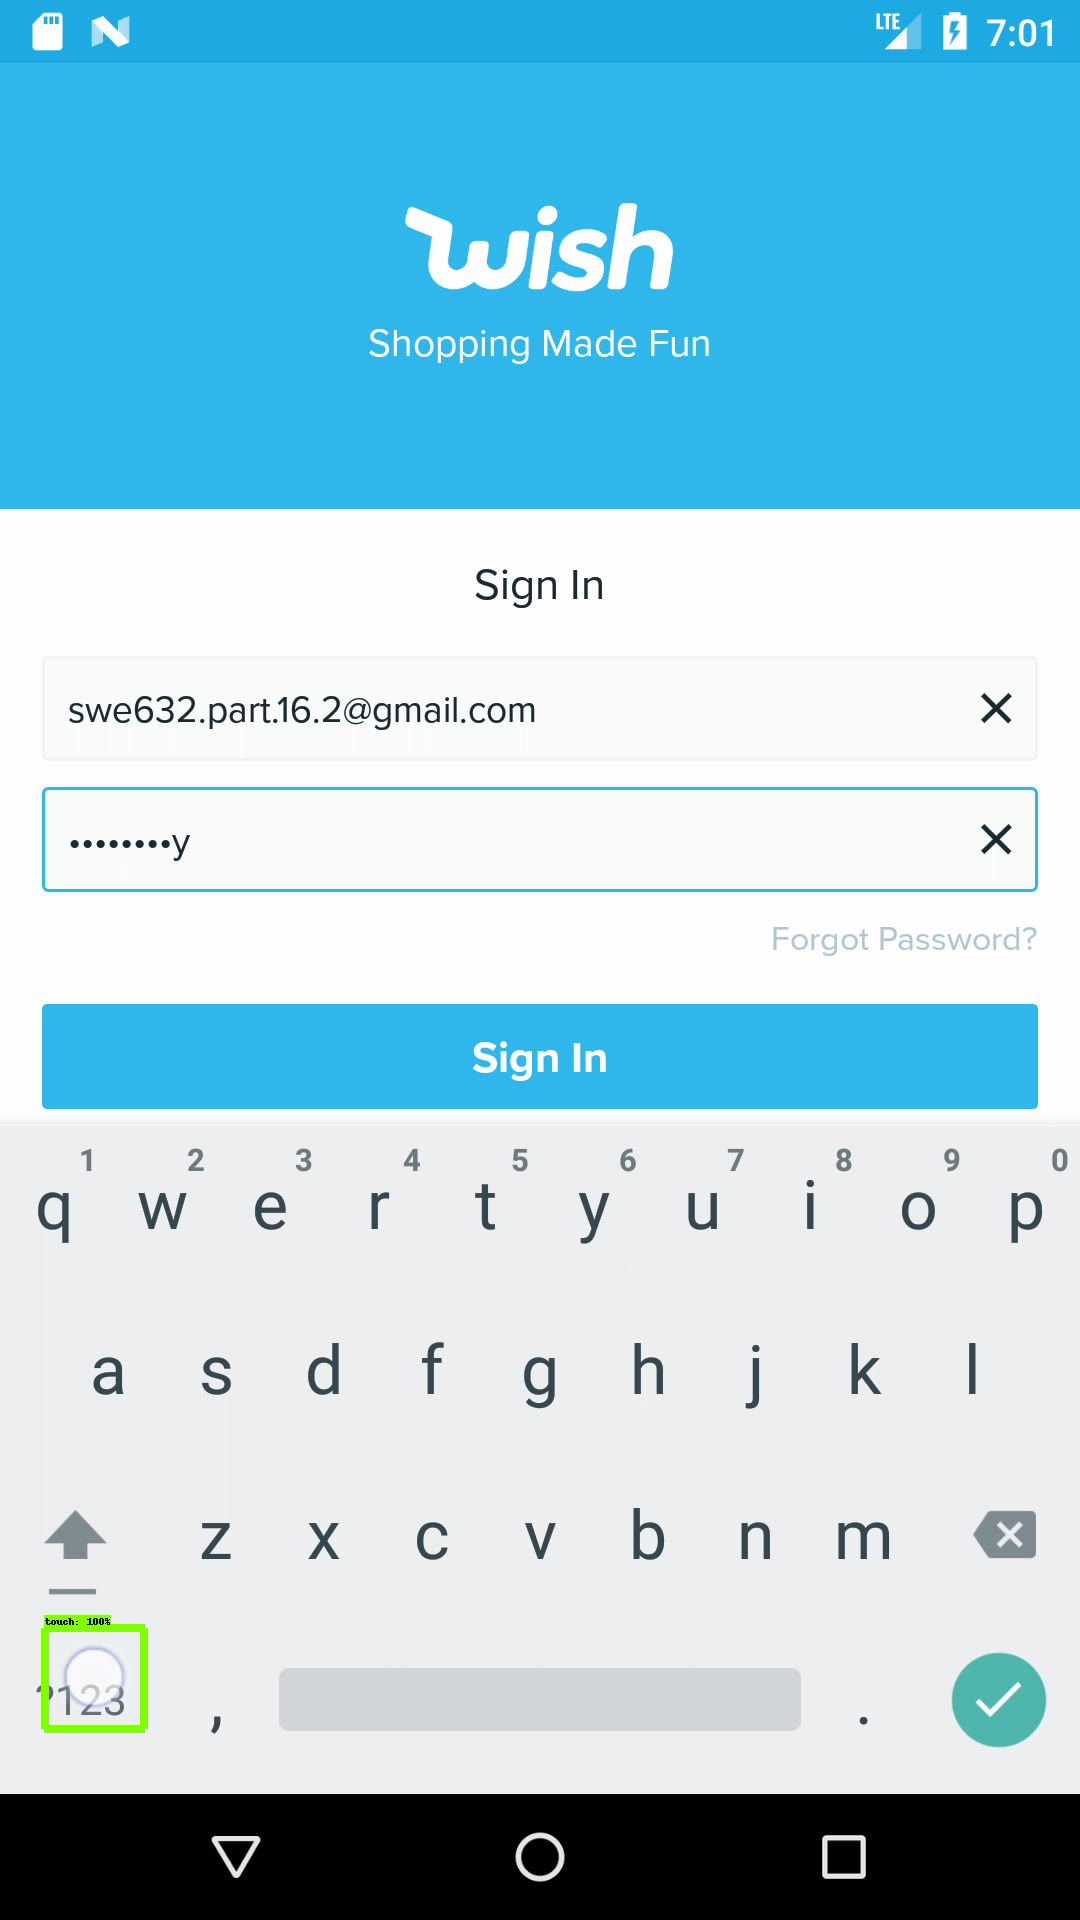 LTE 7:01
wish
Shopping Made Fun
Sign In
swe632.part.16.2@gmail.com
••••••••y
Forgot Password?
Sign In
1 2 3 4 5 6 7 8 9 0
q w e r t y u i o p
a s d f g h j k l
z x c v b n m
touch: 100%
?123 , .